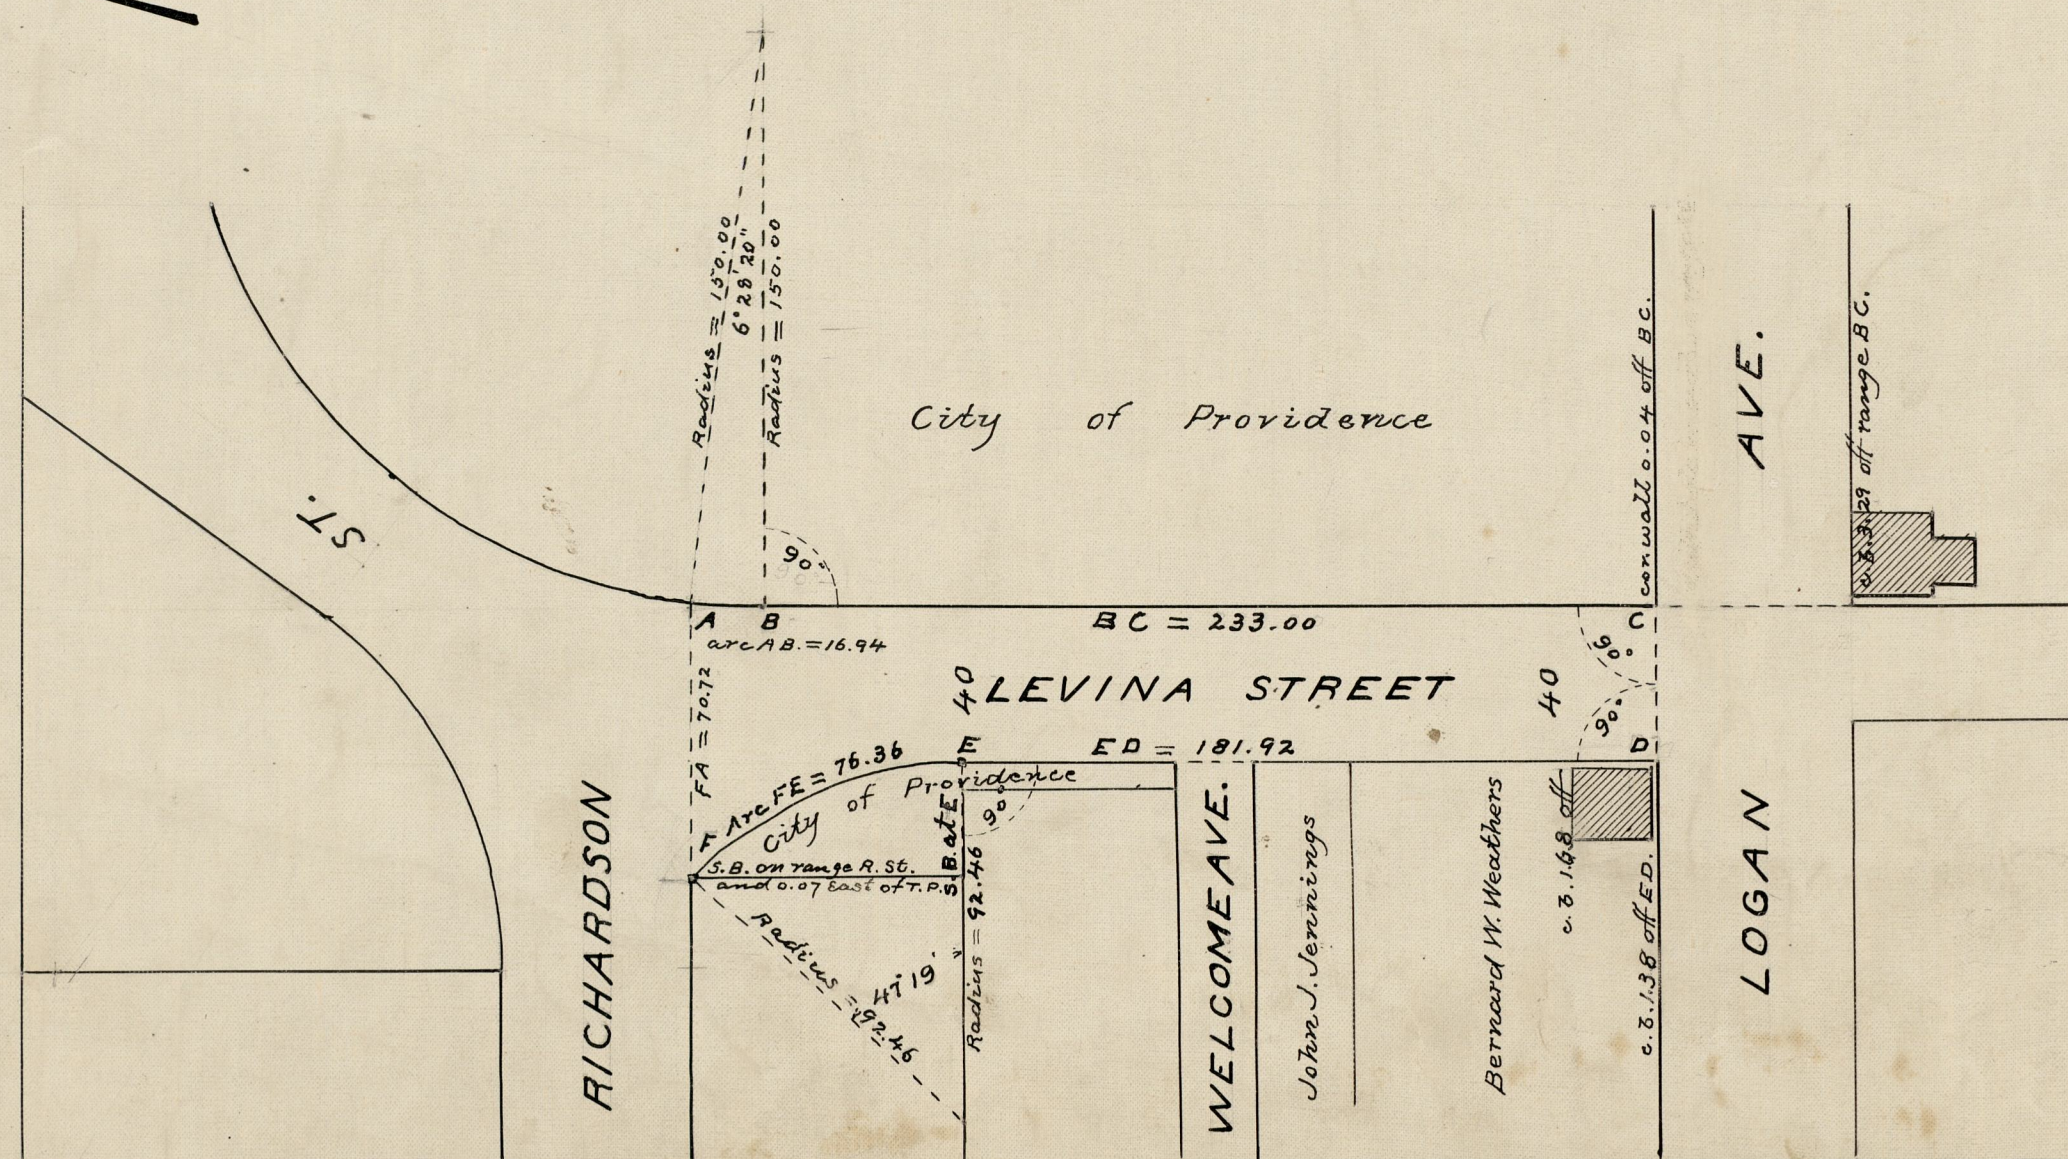 Radius = 150.00
6° 28' 20"
Radius = 150.00
City of Providence
conwall 0.04 off BC.
AVE.
c.B. 3.29 off range BC.
ST.
90°
A B
BC = 233.00
C
arc AB. = 16.94
90°
FA = 70.72
40
LEVINA STREET
40
90°
E
ED = 181.92
D
Arc FE = 76.36
City of Providence
F
S.B. at E
90°
S.B. on range R. St.
and 0.07 East of T.P.
Radius = 92.46
Radius = 92.46
47° 19'
RICHARDSON
WELCOME AVE.
John J. Jennings
Bernard W. Weathers
c.B. 1.68 off
c.B. 1.38 off ED.
LOGAN